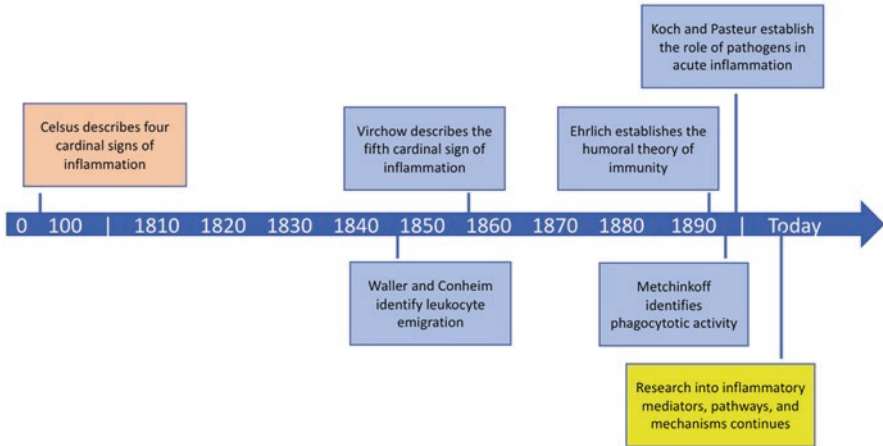 Koch and Pasteur establish
the role of pathogens in
acute inflammation
Celsus describes four
cardinal signs of
inflammation
Virchow describes the
fifth cardinal sign of
inflammation
Ehrlich establishes the
humoral theory of
immunity
0 100 | 1810 1820 1830 1840 1850 1860 1870 1880 1890 | Today
Waller and Conheim
identify leukocyte
emigration
Metchinkoff
identifies
phagocytotic activity
Research into inflammatory
mediators, pathways, and
mechanisms continues